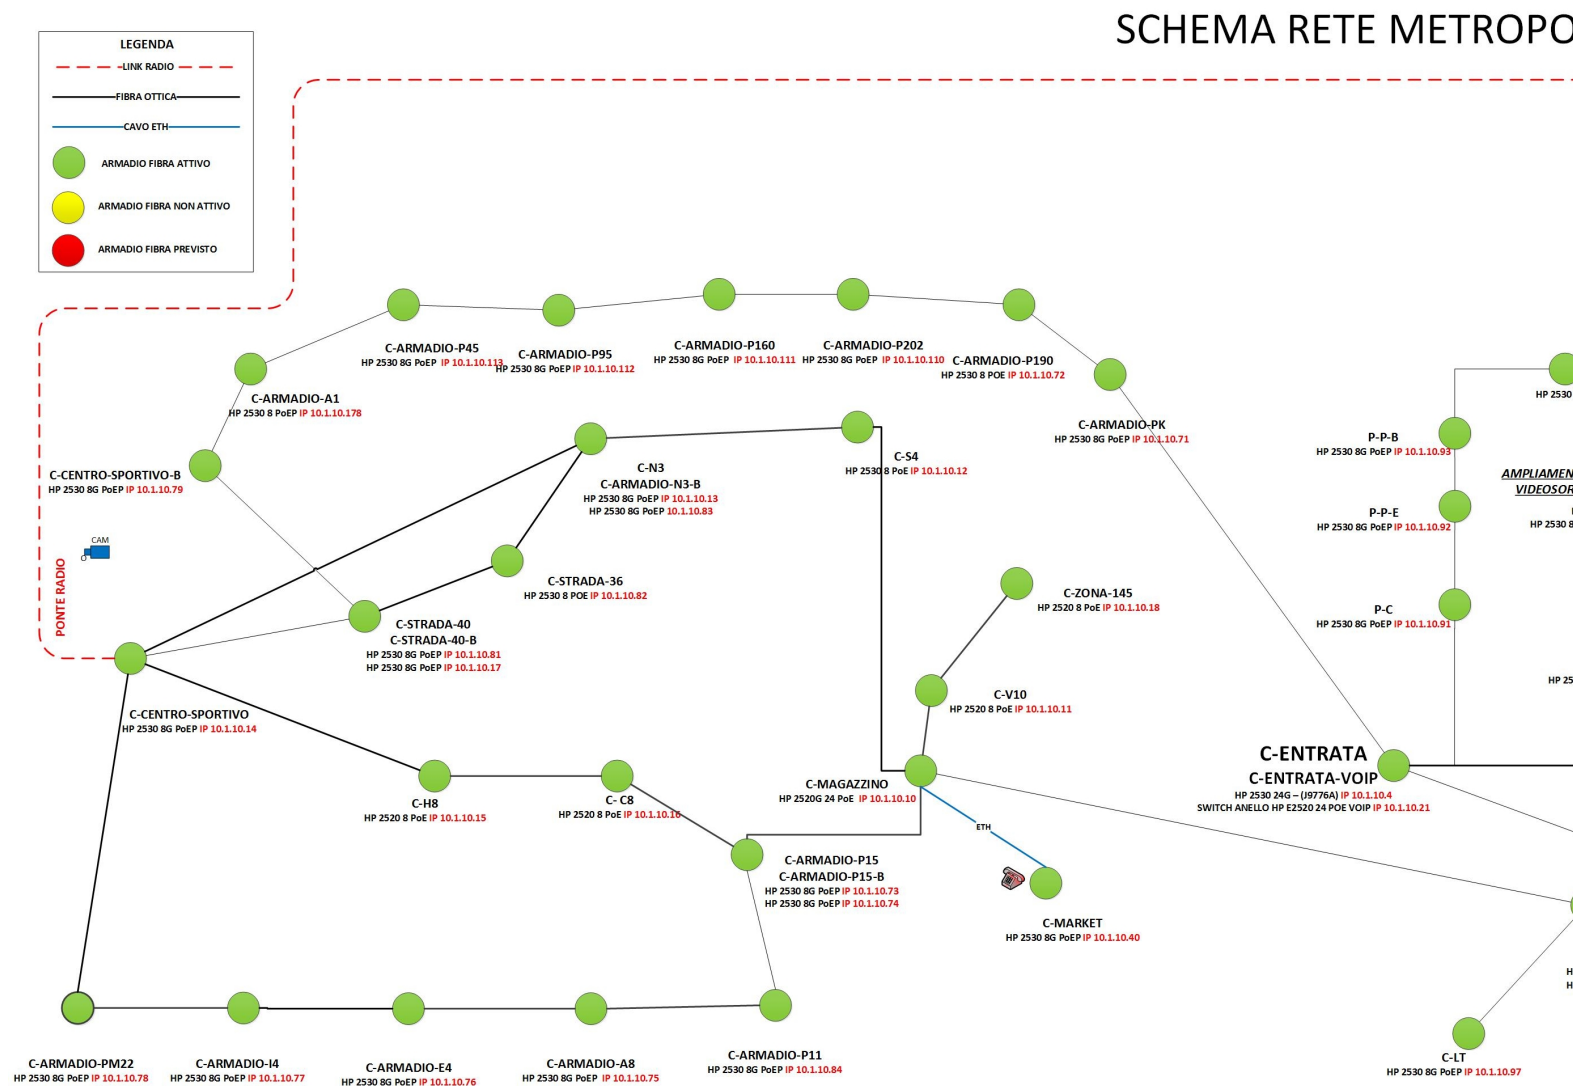 SCHEMA RETE METROPO
LEGENDA
LINK RADIO
FIBRA OTTICA
CAVO ETH
ARMADIO FIBRA ATTIVO
ARMADIO FIBRA NON ATTIVO
ARMADIO FIBRA PREVISTO
C-ARMADIO-P45
HP 2530 8G PoEP IP 10.1.10.113
C-ARMADIO-P95
HP 2530 8G PoEP IP 10.1.10.112
C-ARMADIO-P160
HP 2530 8G PoEP IP 10.1.10.111
C-ARMADIO-P202
HP 2530 8G PoEP IP 10.1.10.110
C-ARMADIO-P190
HP 2530 8 POE IP 10.1.10.72
C-ARMADIO-A1
HP 2530 8 PoEP IP 10.1.10.178
C-ARMADIO-PK
HP 2530 8G PoEP IP 10.1.10.71
HP 2530
P-P-B
HP 2530 8G PoEP IP 10.1.10.93
C-CENTRO-SPORTIVO-B
HP 2530 8G PoEP IP 10.1.10.79
C-N3
C-ARMADIO-N3-B
HP 2530 8G PoEP IP 10.1.10.13
HP 2530 8G PoEP 10.1.10.83
C-S4
HP 2530 8 PoE IP 10.1.10.12
AMPLIAMEN
VIDEOSOR
HP 2530 8
P-P-E
HP 2530 8G PoEP IP 10.1.10.92
CAM
PONTE RADIO
C-STRADA-36
HP 2530 8 POE IP 10.1.10.82
C-ZONA-145
HP 2520 8 PoE IP 10.1.10.18
P-C
HP 2530 8G PoEP IP 10.1.10.91
C-STRADA-40
C-STRADA-40-B
HP 2530 8G PoEP IP 10.1.10.81
HP 2530 8G PoEP IP 10.1.10.17
HP 25
C-V10
HP 2520 8 PoE IP 10.1.10.11
C-CENTRO-SPORTIVO
HP 2530 8G PoEP IP 10.1.10.14
C-ENTRATA
C-ENTRATA-VOIP
HP 2530 24G – (J9776A) IP 10.1.10.4
SWITCH ANELLO HP E2520 24 POE VOIP IP 10.1.10.21
C-MAGAZZINO
HP 2520G 24 PoE IP 10.1.10.10
C-H8
HP 2520 8 PoE IP 10.1.10.15
C- C8
HP 2520 8 PoE IP 10.1.10.16
ETH
C-ARMADIO-P15
C-ARMADIO-P15-B
HP 2530 8G PoEP IP 10.1.10.73
HP 2530 8G PoEP IP 10.1.10.74
C-MARKET
HP 2530 8G PoEP IP 10.1.10.40
H
H
C-LT
HP 2530 8G PoEP IP 10.1.10.97
C-ARMADIO-PM22
HP 2530 8G PoEP IP 10.1.10.78
C-ARMADIO-I4
HP 2530 8G PoEP IP 10.1.10.77
C-ARMADIO-E4
HP 2530 8G PoEP IP 10.1.10.76
C-ARMADIO-A8
HP 2530 8G PoEP IP 10.1.10.75
C-ARMADIO-P11
HP 2530 8G PoEP IP 10.1.10.84